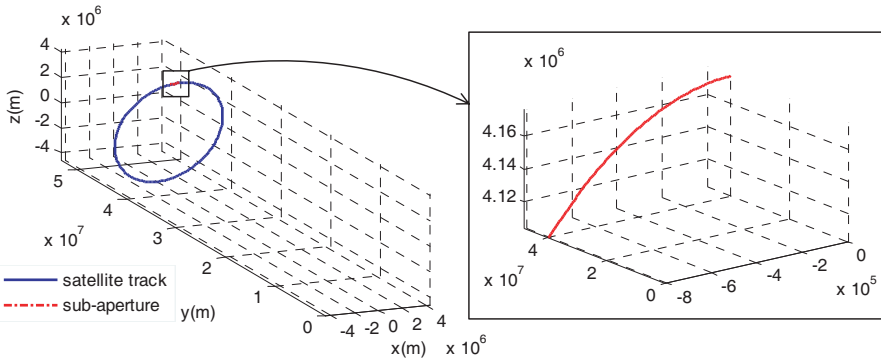 x 10^6
4
2
0
-2
-4
z(m)
5
4
3
2
1
0
x 10^7
y(m)
-4 -2 0 2 4
x(m) x 10^6
satellite track
sub-aperture
x 10^6
4.16
4.14
4.12
4
2
0
x 10^7
-8 -6 -4 -2 0
x 10^5